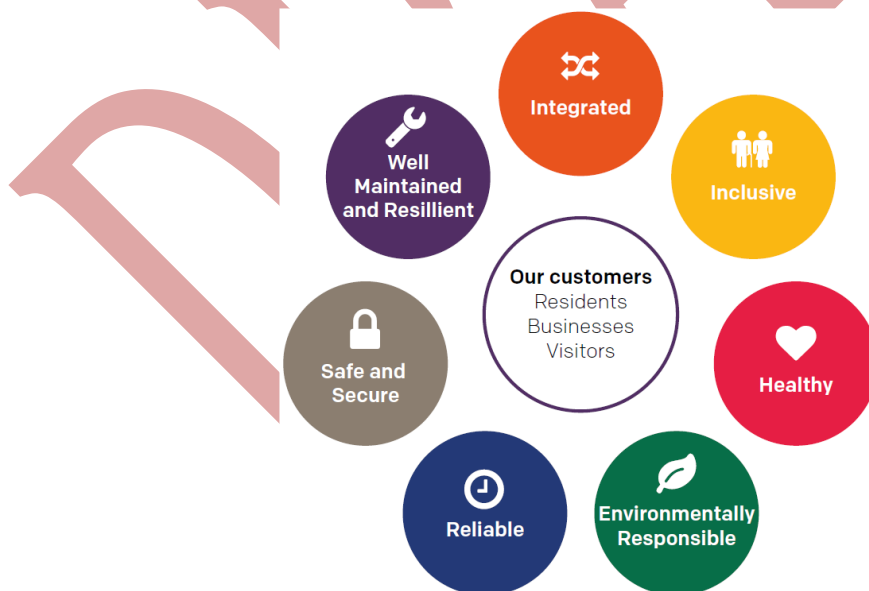 Integrated
Inclusive
Healthy
Environmentally
Responsible
Reliable
Safe and
Secure
Well
Maintained
and Resillient
Our customers
Residents
Businesses
Visitors